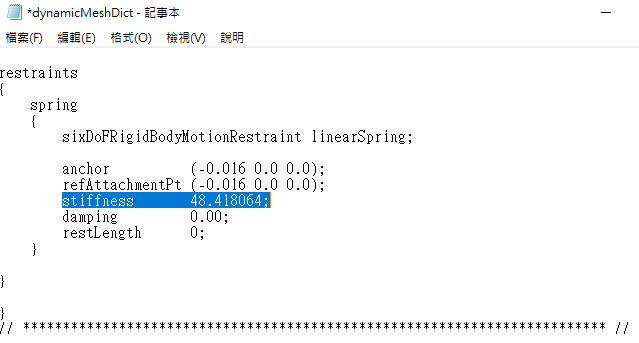 *dynamicMeshDict - 記事本
檔案(F) 編輯(E) 格式(O) 檢視(V) 說明
restraints
{
spring
{
sixDoFRigidBodyMotionRestraint linearSpring;
anchor (-0.016 0.0 0.0);
refAttachmentPt (-0.016 0.0 0.0);
stiffness 48.418064;
damping 0.00;
restLength 0;
}
}
}
// ************************************************************************* //